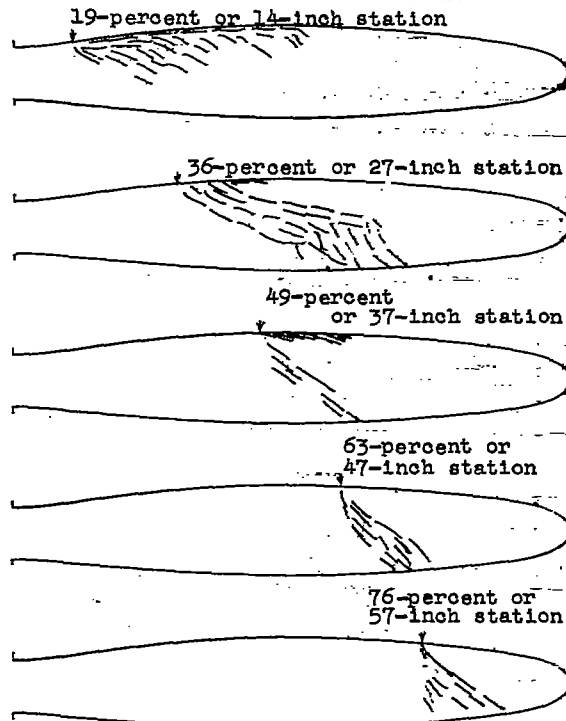 19-percent or 14-inch station
36-percent or 27-inch station
49-percent
or 37-inch station
63-percent or
47-inch station
76-percent or
57-inch station